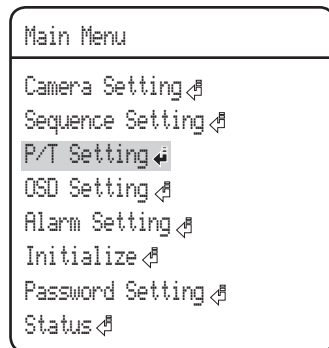 Main Menu
Camera Setting
Sequence Setting
P/T Setting
OSD Setting
Alarm Setting
Initialize
Password Setting
Status